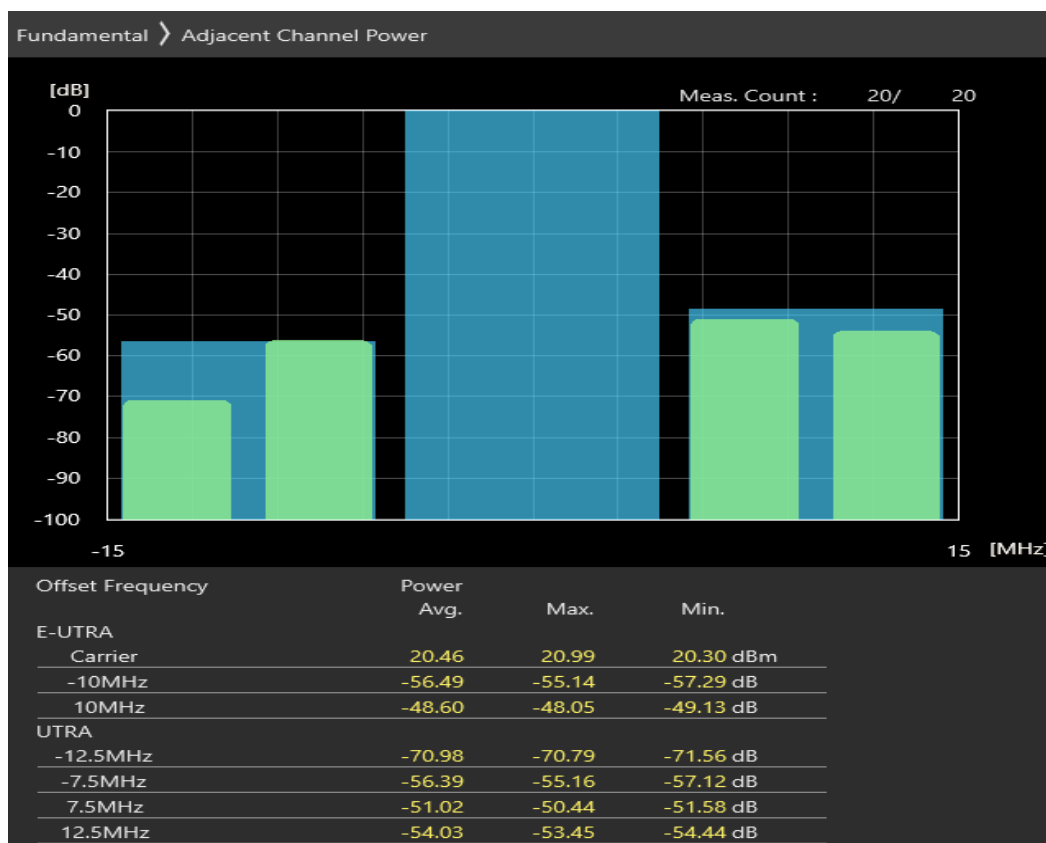 Fundamental 〉 Adjacent Channel Power
[dB]
Meas. Count : 20/ 20
0
-10
-20
-30
-40
-50
-60
-70
-80
-90
-100
-15 15 [MHz]
Offset Frequency Power
Avg. Max. Min.
E-UTRA
Carrier 20.46 20.99 20.30 dBm
-10MHz -56.49 -55.14 -57.29 dB
10MHz -48.60 -48.05 -49.13 dB
UTRA
-12.5MHz -70.98 -70.79 -71.56 dB
-7.5MHz -56.39 -55.16 -57.12 dB
7.5MHz -51.02 -50.44 -51.58 dB
12.5MHz -54.03 -53.45 -54.44 dB